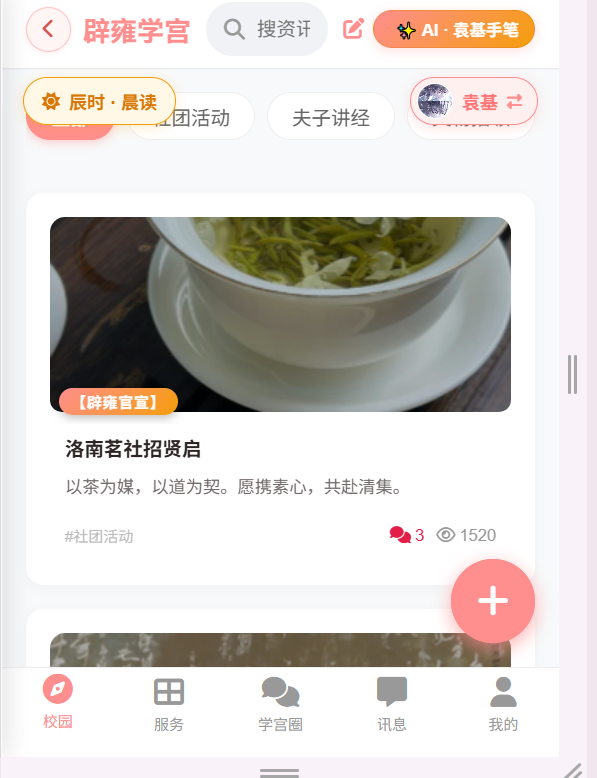 辟雍学宫
搜资讯
AI · 袁基手笔
辰时 · 晨读
袁基
社团活动
夫子讲经
【辟雍官宣】
洛南茗社招贤启
以茶为媒，以道为契。愿携素心，共赴清集。
#社团活动
3
1520
校园
服务
学宫圈
讯息
我的